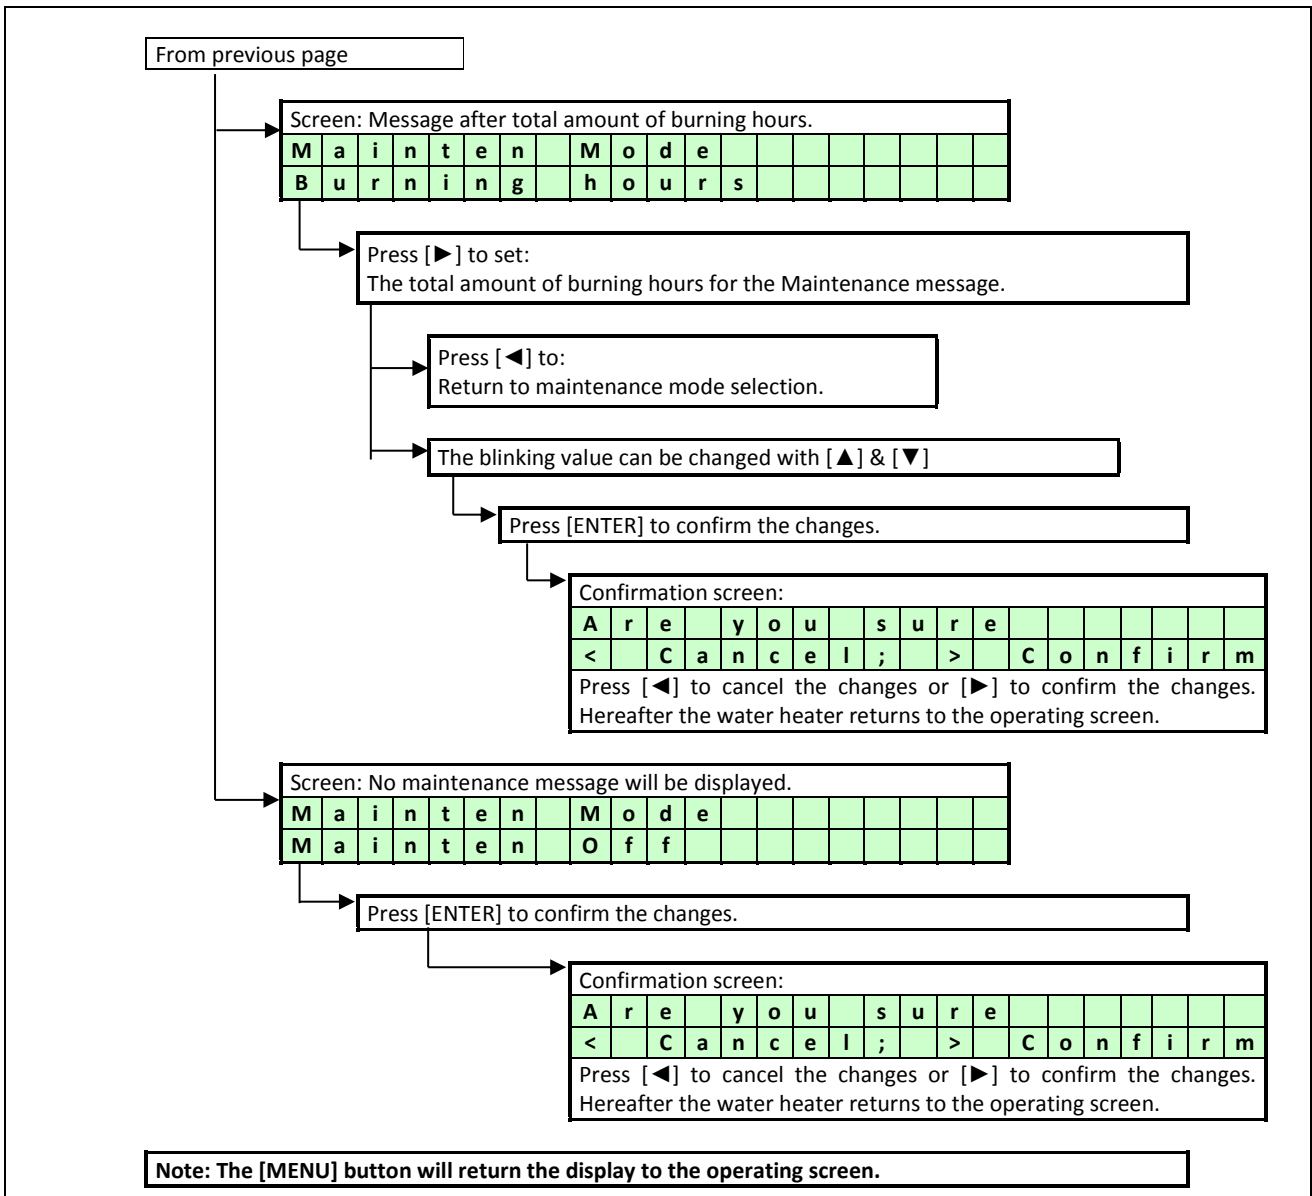 From previous page
Screen: Message after total amount of burning hours.
Mainten Mode
Burning hours
Press [►] to set:
The total amount of burning hours for the Maintenance message.
Press [◄] to:
Return to maintenance mode selection.
The blinking value can be changed with [▲] & [▼]
Press [ENTER] to confirm the changes.
Confirmation screen:
Are you sure
< Cancel; > Confirm
Press [◄] to cancel the changes or [►] to confirm the changes.
Hereafter the water heater returns to the operating screen.
Screen: No maintenance message will be displayed.
Mainten Mode
Mainten Off
Press [ENTER] to confirm the changes.
Confirmation screen:
Are you sure
< Cancel; > Confirm
Press [◄] to cancel the changes or [►] to confirm the changes.
Hereafter the water heater returns to the operating screen.
Note: The [MENU] button will return the display to the operating screen.